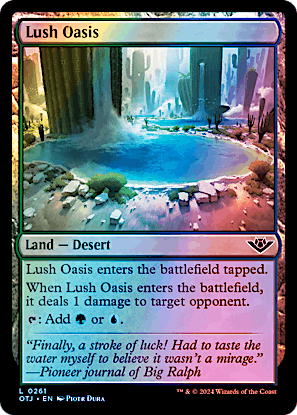 Lush Oasis
Land — Desert
Lush Oasis enters the battlefield tapped.
When Lush Oasis enters the battlefield,
it deals 1 damage to target opponent.
: Add or .
“Finally, a stroke of luck! Had to taste the
water myself to believe it wasn’t a mirage.”
—Pioneer journal of Big Ralph
L 0261
OTJ • EN Piotr Dura
™ & © 2024 Wizards of the Coast